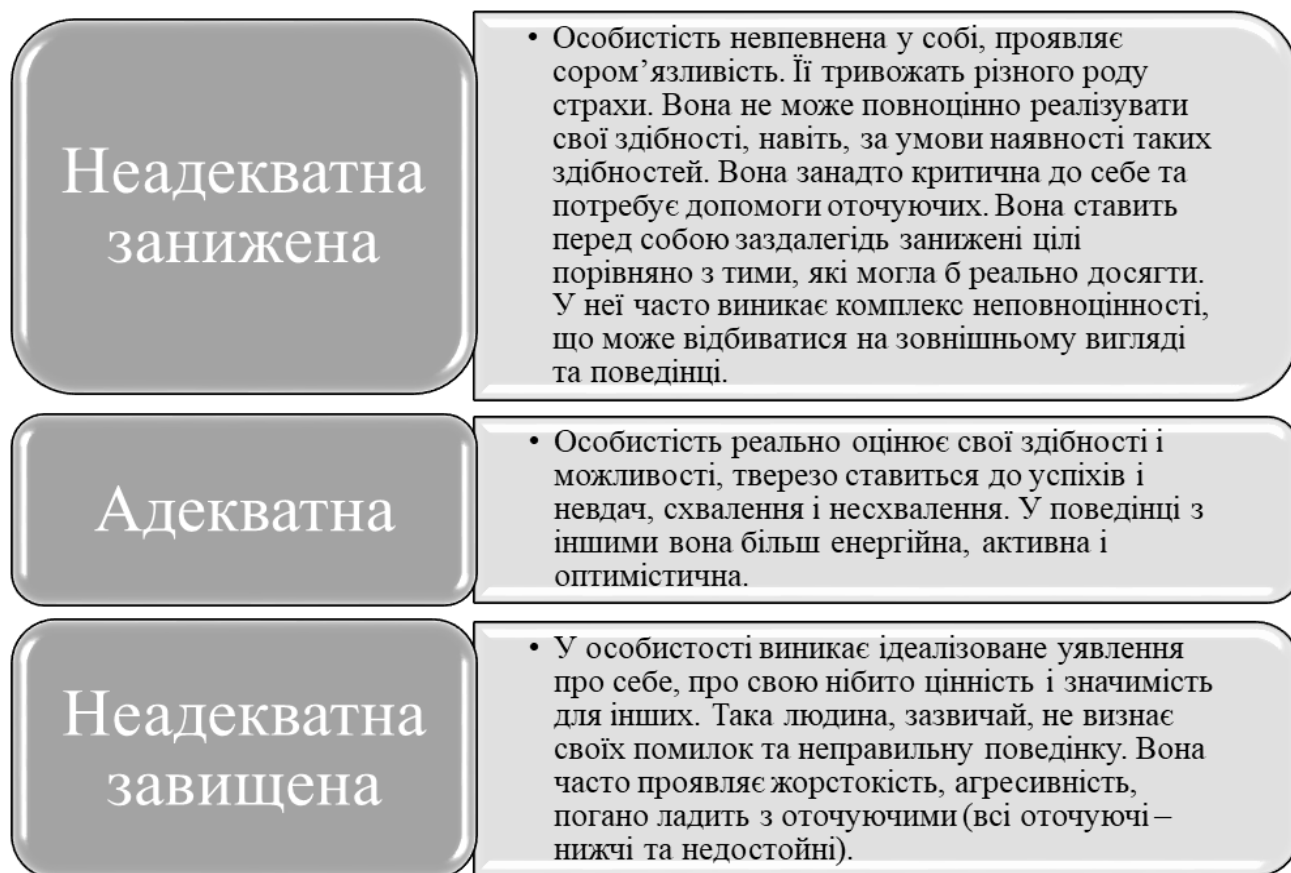 Неадекватна
занижена
• Особистість невпевнена у собі, проявляє
сором’язливість. Її тривожать різного роду
страхи. Вона не може повноцінно реалізувати
свої здібності, навіть, за умови наявності таких
здібностей. Вона занадто критична до себе та
потребує допомоги оточуючих. Вона ставить
перед собою заздалегідь занижені цілі
порівняно з тими, які могла б реально досягти.
У неї часто виникає комплекс неповноцінності,
що може відбиватися на зовнішньому вигляді
та поведінці.
Адекватна
• Особистість реально оцінює свої здібності і
можливості, тверезо ставиться до успіхів і
невдач, схвалення і несхвалення. У поведінці з
іншими вона більш енергійна, активна і
оптимістична.
Неадекватна
завищена
• У особистості виникає ідеалізоване уявлення
про себе, про свою нібито цінність і значимість
для інших. Така людина, зазвичай, не визнає
своїх помилок та неправильну поведінку. Вона
часто проявляє жорстокість, агресивність,
погано ладить з оточуючими (всі оточуючі –
нижчі та недостойні).